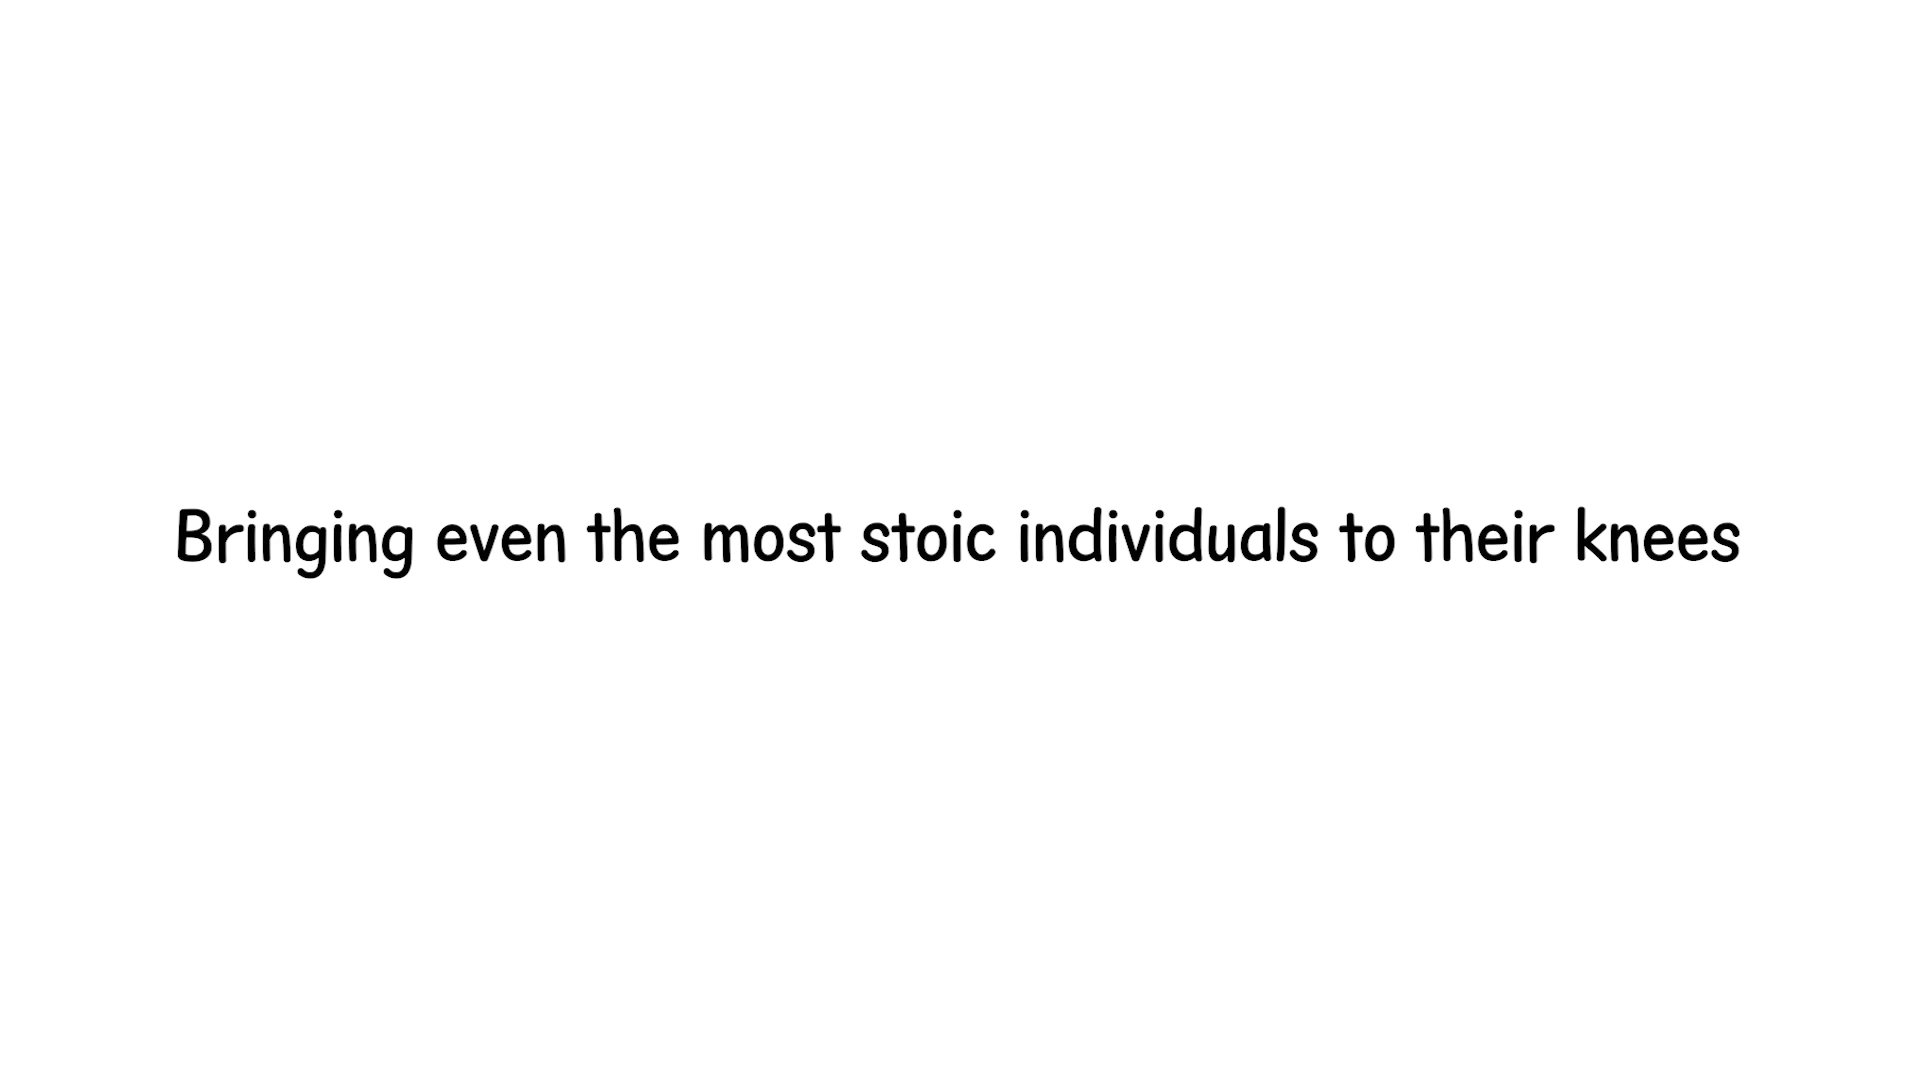 Bringing even the most stoic individuals to their knees